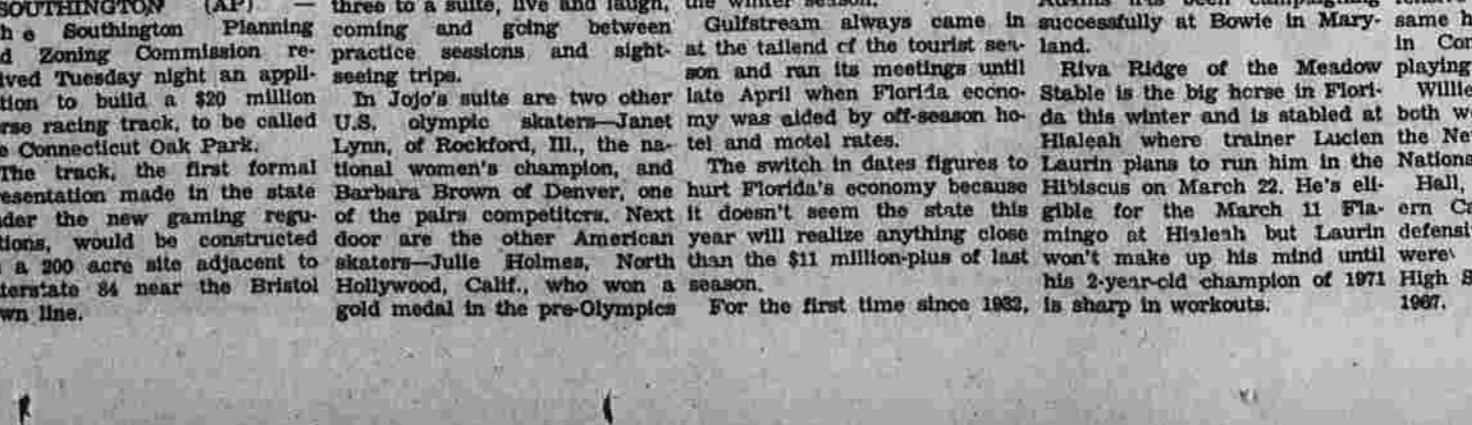 SOUTHINGTON (AP) —
h e Southington Planning
d Zoning Commission re-
ived Tuesday night an appli-
tion to build a $20 million
rse racing track, to be called
e Connecticut Oak Park.
The track, the first formal
esentation made in the state
der the new gaming regu-
tions, would be constructed
a 200 acre site adjacent to
terstate 84 near the Bristol
wn line.
three to a suite, live and laugh,
coming and going between
practice sessions and sight-
seeing trips.
In Jojo's suite are two other
U.S. olympic skaters—Janet
Lynn, of Rockford, Ill., the na-
tional women's champion, and
Barbara Brown of Denver, one
of the pairs competitors. Next
door are the other American
skaters—Julie Holmes, North
Hollywood, Calif., who won a
gold medal in the pre-Olympics
the winter season.
Gulfstream always came in
at the tailend of the tourist sea-
son and ran its meetings until
late April when Florida econo-
my was aided by off-season ho-
tel and motel rates.
The switch in dates figures to
hurt Florida's economy because
it doesn't seem the state this
year will realize anything close
than the $11 million-plus of last
season.
For the first time since 1932,
has been campaigning
successfully at Bowie in Mary-
land.
Riva Ridge of the Meadow
Stable is the big horse in Flori-
da this winter and is stabled at
Hialeah where trainer Lucien
Laurin plans to run him in the
Hibiscus on March 22. He's eli-
gible for the March 11 Fla-
mingo at Hialeah but Laurin
won't make up his mind until
his 2-year-old champion of 1971
is sharp in workouts.
same h
in Con
playing
Willie
both w
the Ne
Nationa
Hall,
ern Ca
defensi
were
High S
1967.